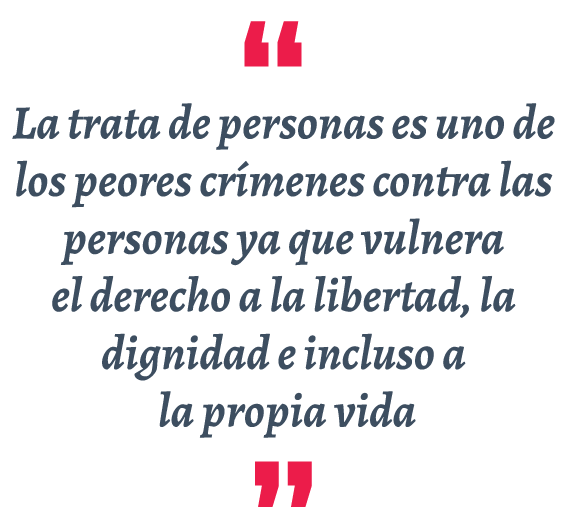 “
La trata de personas es uno de
los peores crímenes contra las
personas ya que vulnera
el derecho a la libertad, la
dignidad e incluso a
la propia vida
”